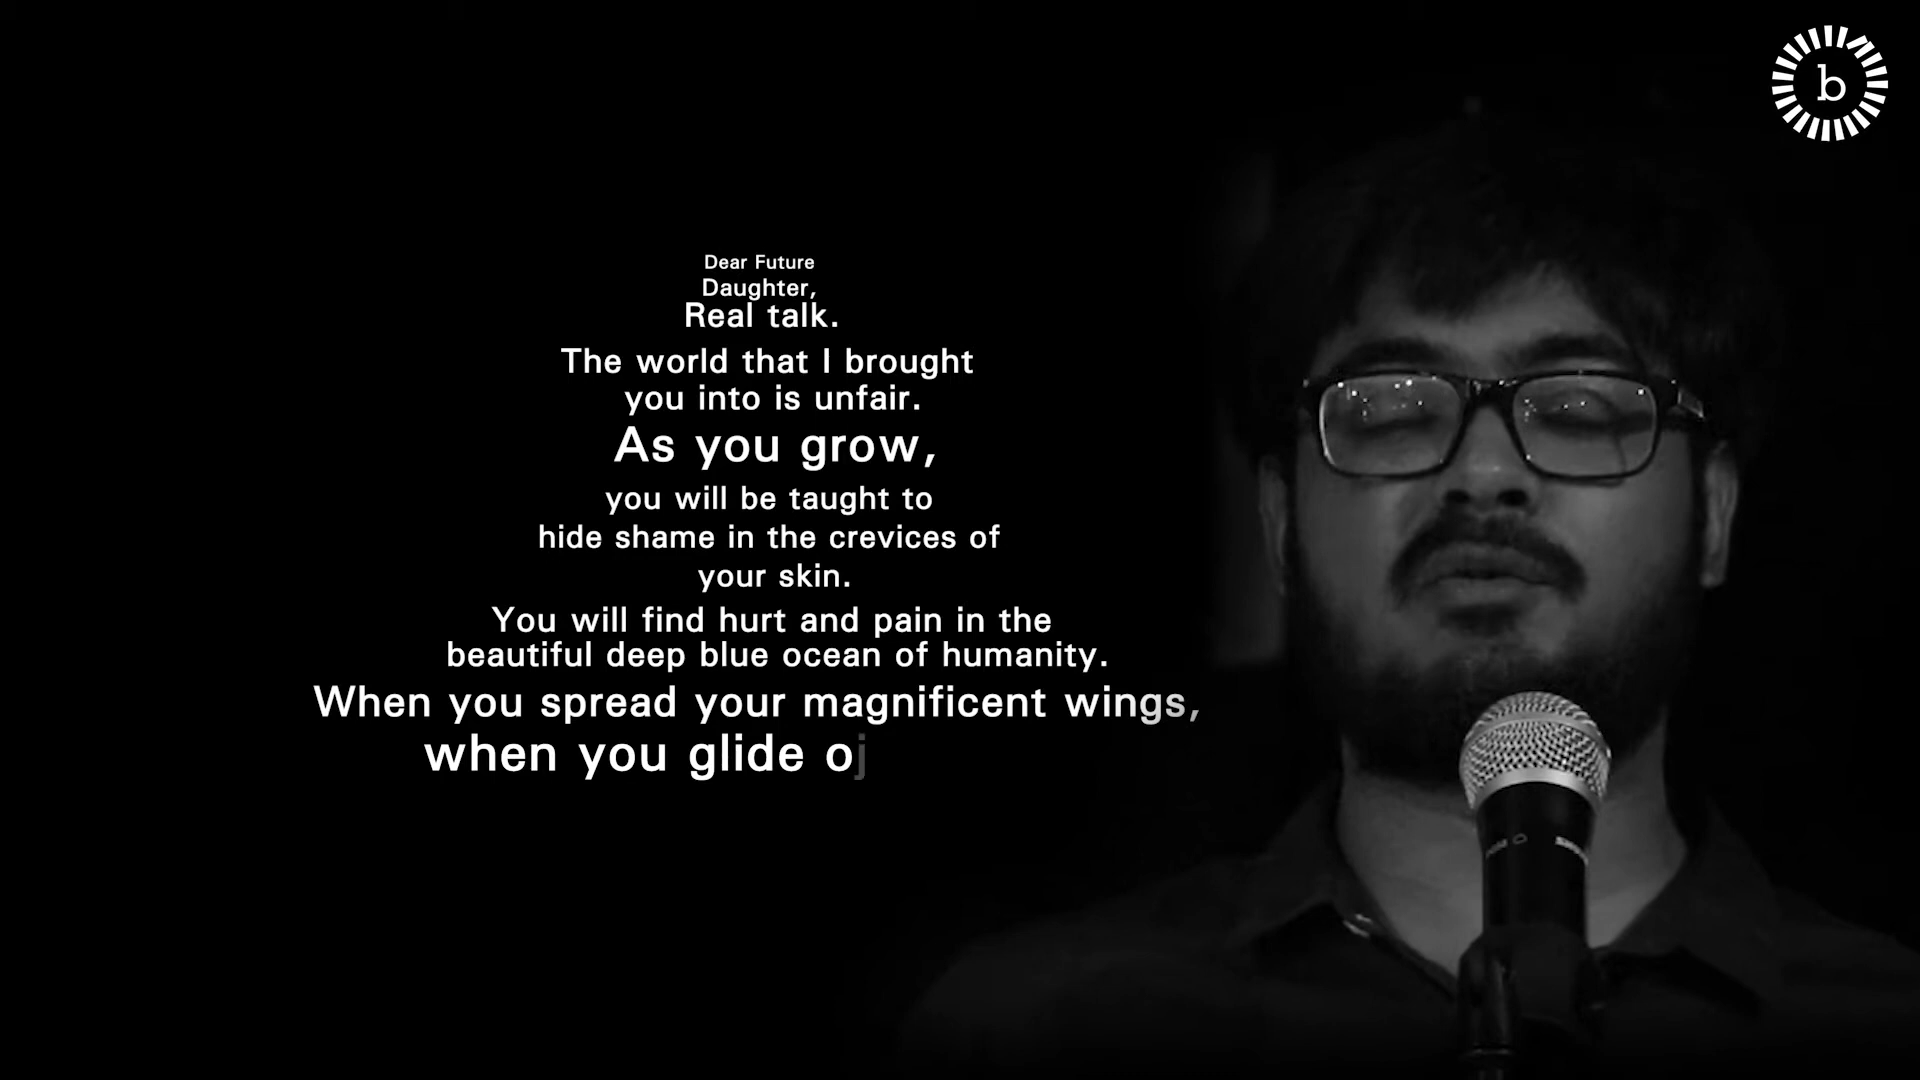 b
Dear Future
Daughter,
Real talk.
The world that I brought
you into is unfair.
As you grow,
you will be taught to
hide shame in the crevices of
your skin.
You will find hurt and pain in the
beautiful deep blue ocean of humanity.
When you spread your magnificent wings,
when you glide oj